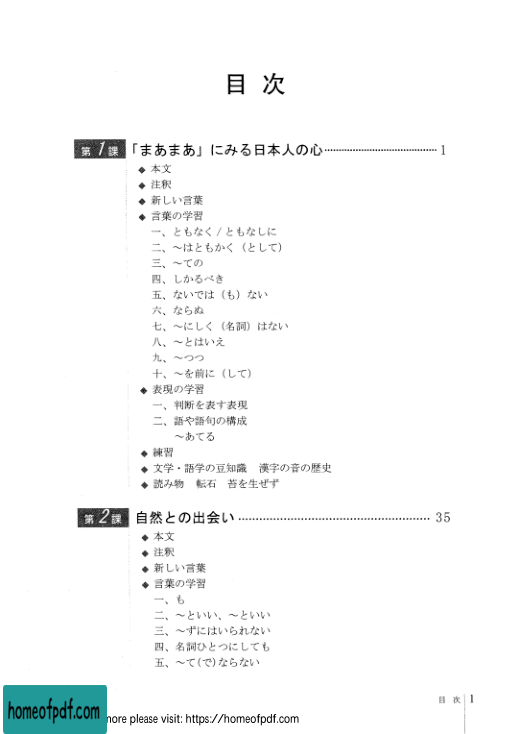 目 次
第1課 「まあまあ」にみる日本人の心…………………………………1
◆ 本文
◆ 注釈
◆ 新しい言葉
◆ 言葉の学習
一、ともなく / ともなしに
二、～はともかく（として）
三、～ての
四、しかるべき
五、ないでは（も）ない
六、ならぬ
七、～にしく（名詞）はない
八、～とはいえ
九、～つつ
十、～を前に（して）
◆ 表現の学習
一、判断を表す表現
二、語や語句の構成
～あてる
◆ 練習
◆ 文学・語学の豆知識　漢字の音の歴史
◆ 読み物　転石　苔を生ぜず
第2課 自然との出会い………………………………………………35
◆ 本文
◆ 注釈
◆ 新しい言葉
◆ 言葉の学習
一、も
二、～といい、～といい
三、～ずにはいられない
四、名詞ひとつにしても
五、～て(で)ならない
目 次 | 1
homeofpdf.com
more please visit: https://homeofpdf.com